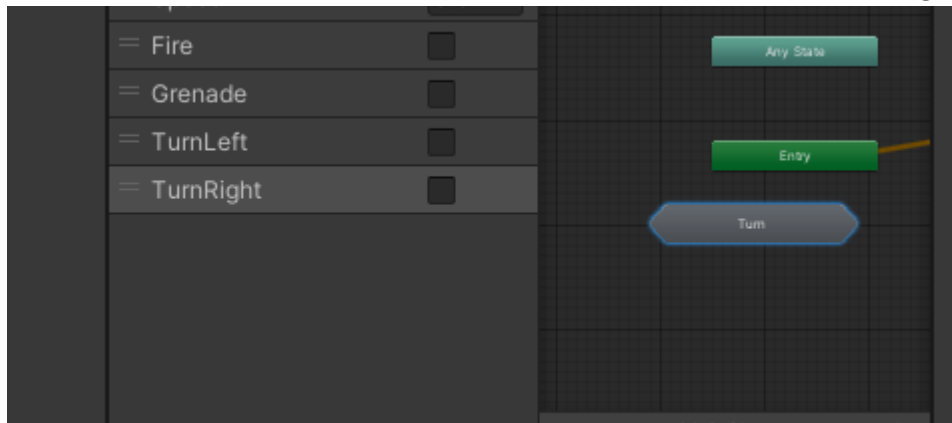 Fire
Grenade
TurnLeft
TurnRight
Any State
Entry
Turn